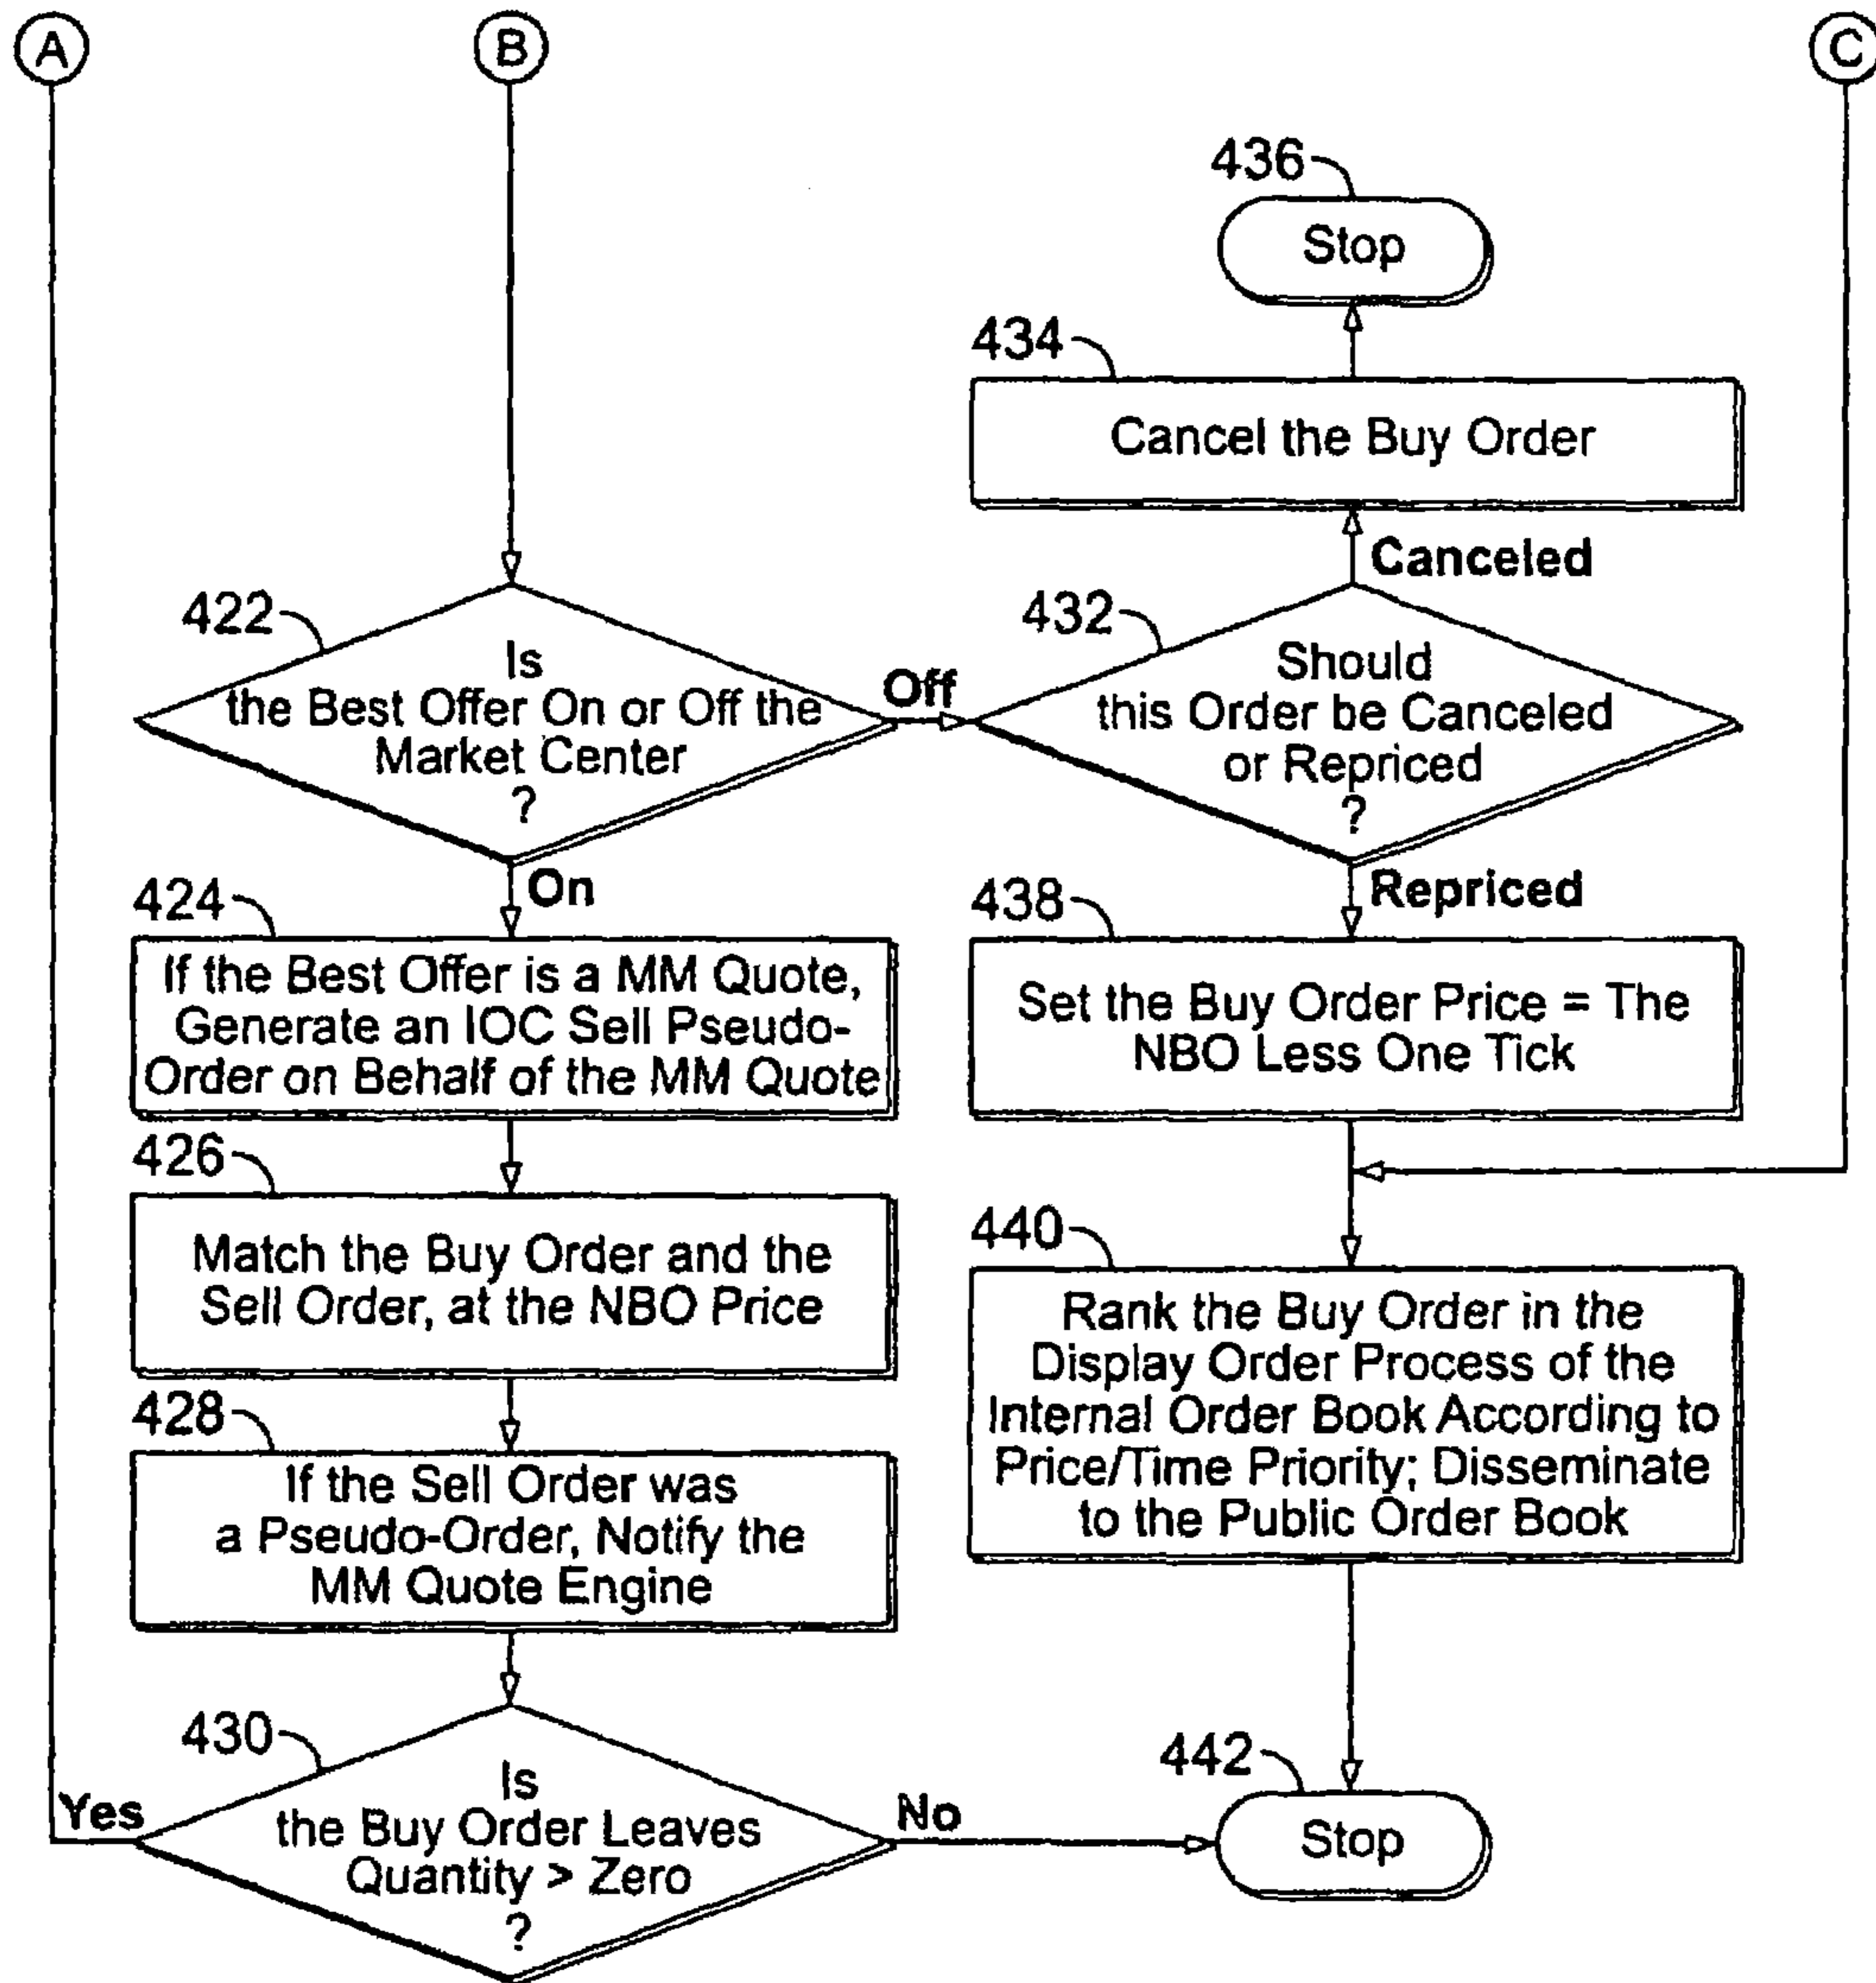 A
B
C
436
Stop
434
Cancel the Buy Order
Canceled
422
Is
the Best Offer On or Off the
Market Center
?
Off
432
Should
this Order be Canceled
or Repriced
?
On
Repriced
424
If the Best Offer is a MM Quote,
Generate an IOC Sell Pseudo-
Order on Behalf of the MM Quote
438
Set the Buy Order Price = The
NBO Less One Tick
426
Match the Buy Order and the
Sell Order, at the NBO Price
440
Rank the Buy Order in the
Display Order Process of the
Internal Order Book According to
Price/Time Priority; Disseminate
to the Public Order Book
428
If the Sell Order was
a Pseudo-Order, Notify the
MM Quote Engine
430
Is
the Buy Order Leaves
Quantity > Zero
?
Yes
No
442
Stop